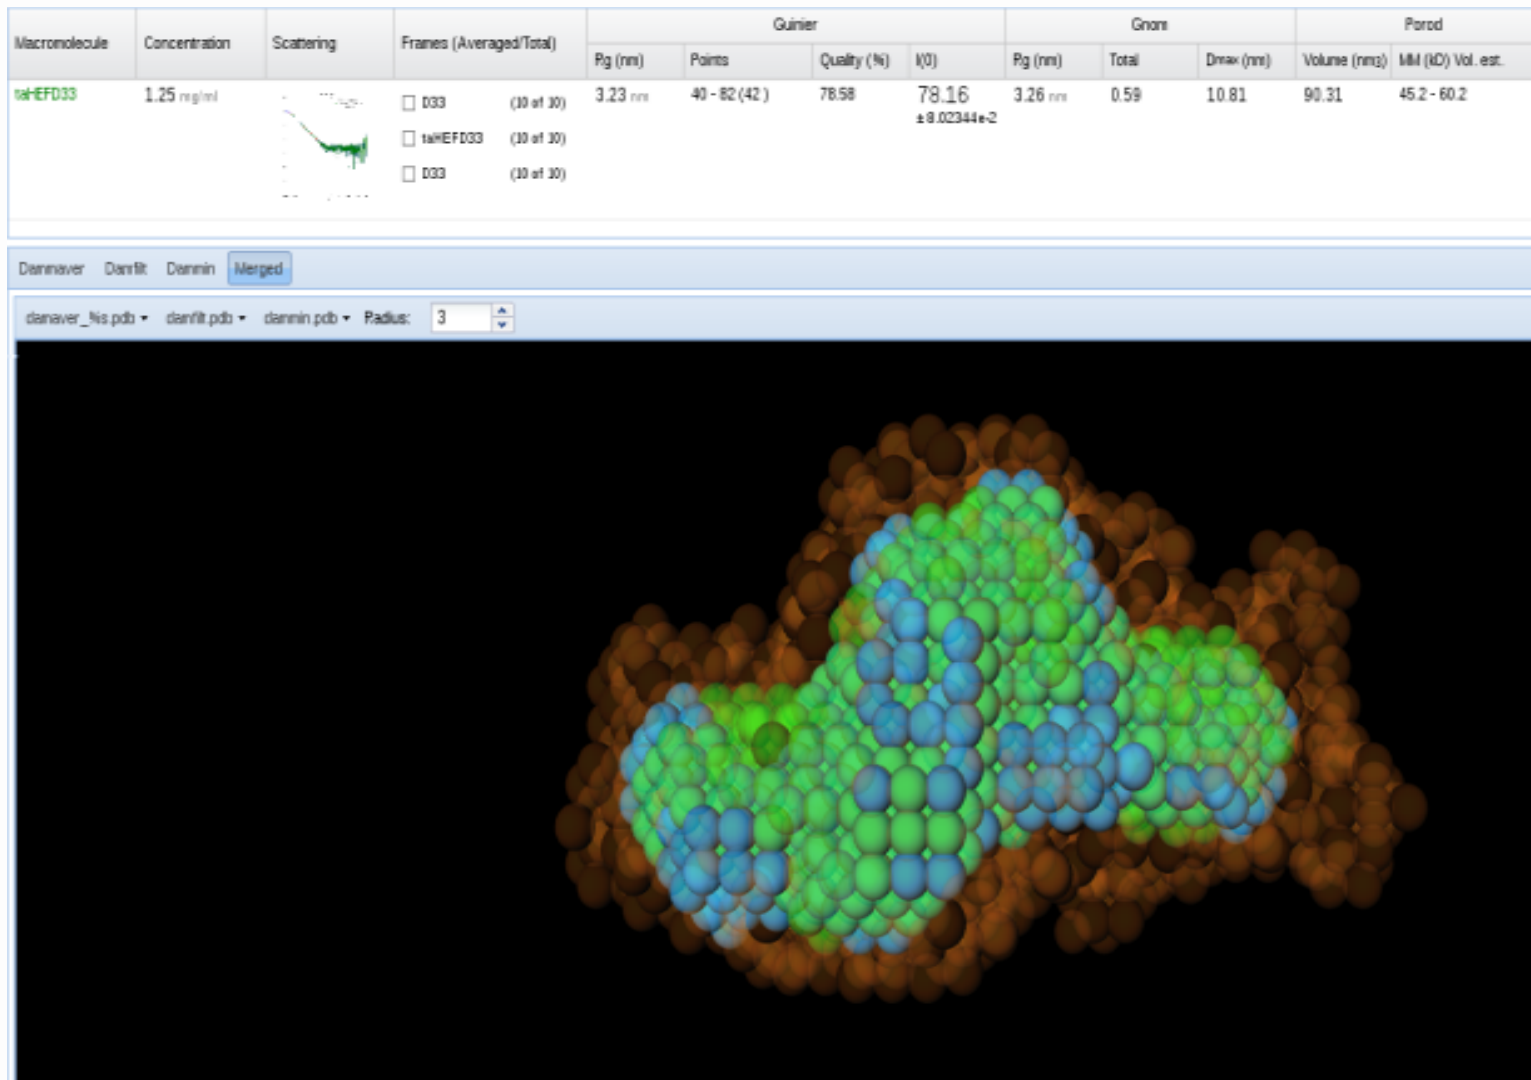 Guinier Gnom Porod
Macromolecule Concentration Scattering Frames (Averaged/Total)
Rg (nm) Points Quality (%) I(0) Rg (nm) Total Dmax (nm) Volume (nm3) MM (kD) Vol. est.
taHEFD33 1.25 mg/ml D33 (10 of 10) 3.23 nm 40 - 82 (42 ) 78.58 78.16 3.26 nm 0.59 10.81 90.31 45.2 - 60.2
±8.02344e-2
taHEFD33 (10 of 10)
D33 (10 of 10)
Dammaver Damfilt Dammin Merged
damaver_%s.pdb damfilt.pdb dammin.pdb Radius: 3